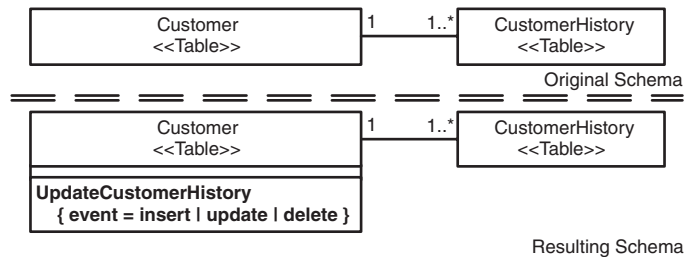 Customer
<<Table>>
1
1..*
CustomerHistory
<<Table>>
Original Schema
Customer
<<Table>>
1
1..*
CustomerHistory
<<Table>>
UpdateCustomerHistory
{ event = insert | update | delete }
Resulting Schema